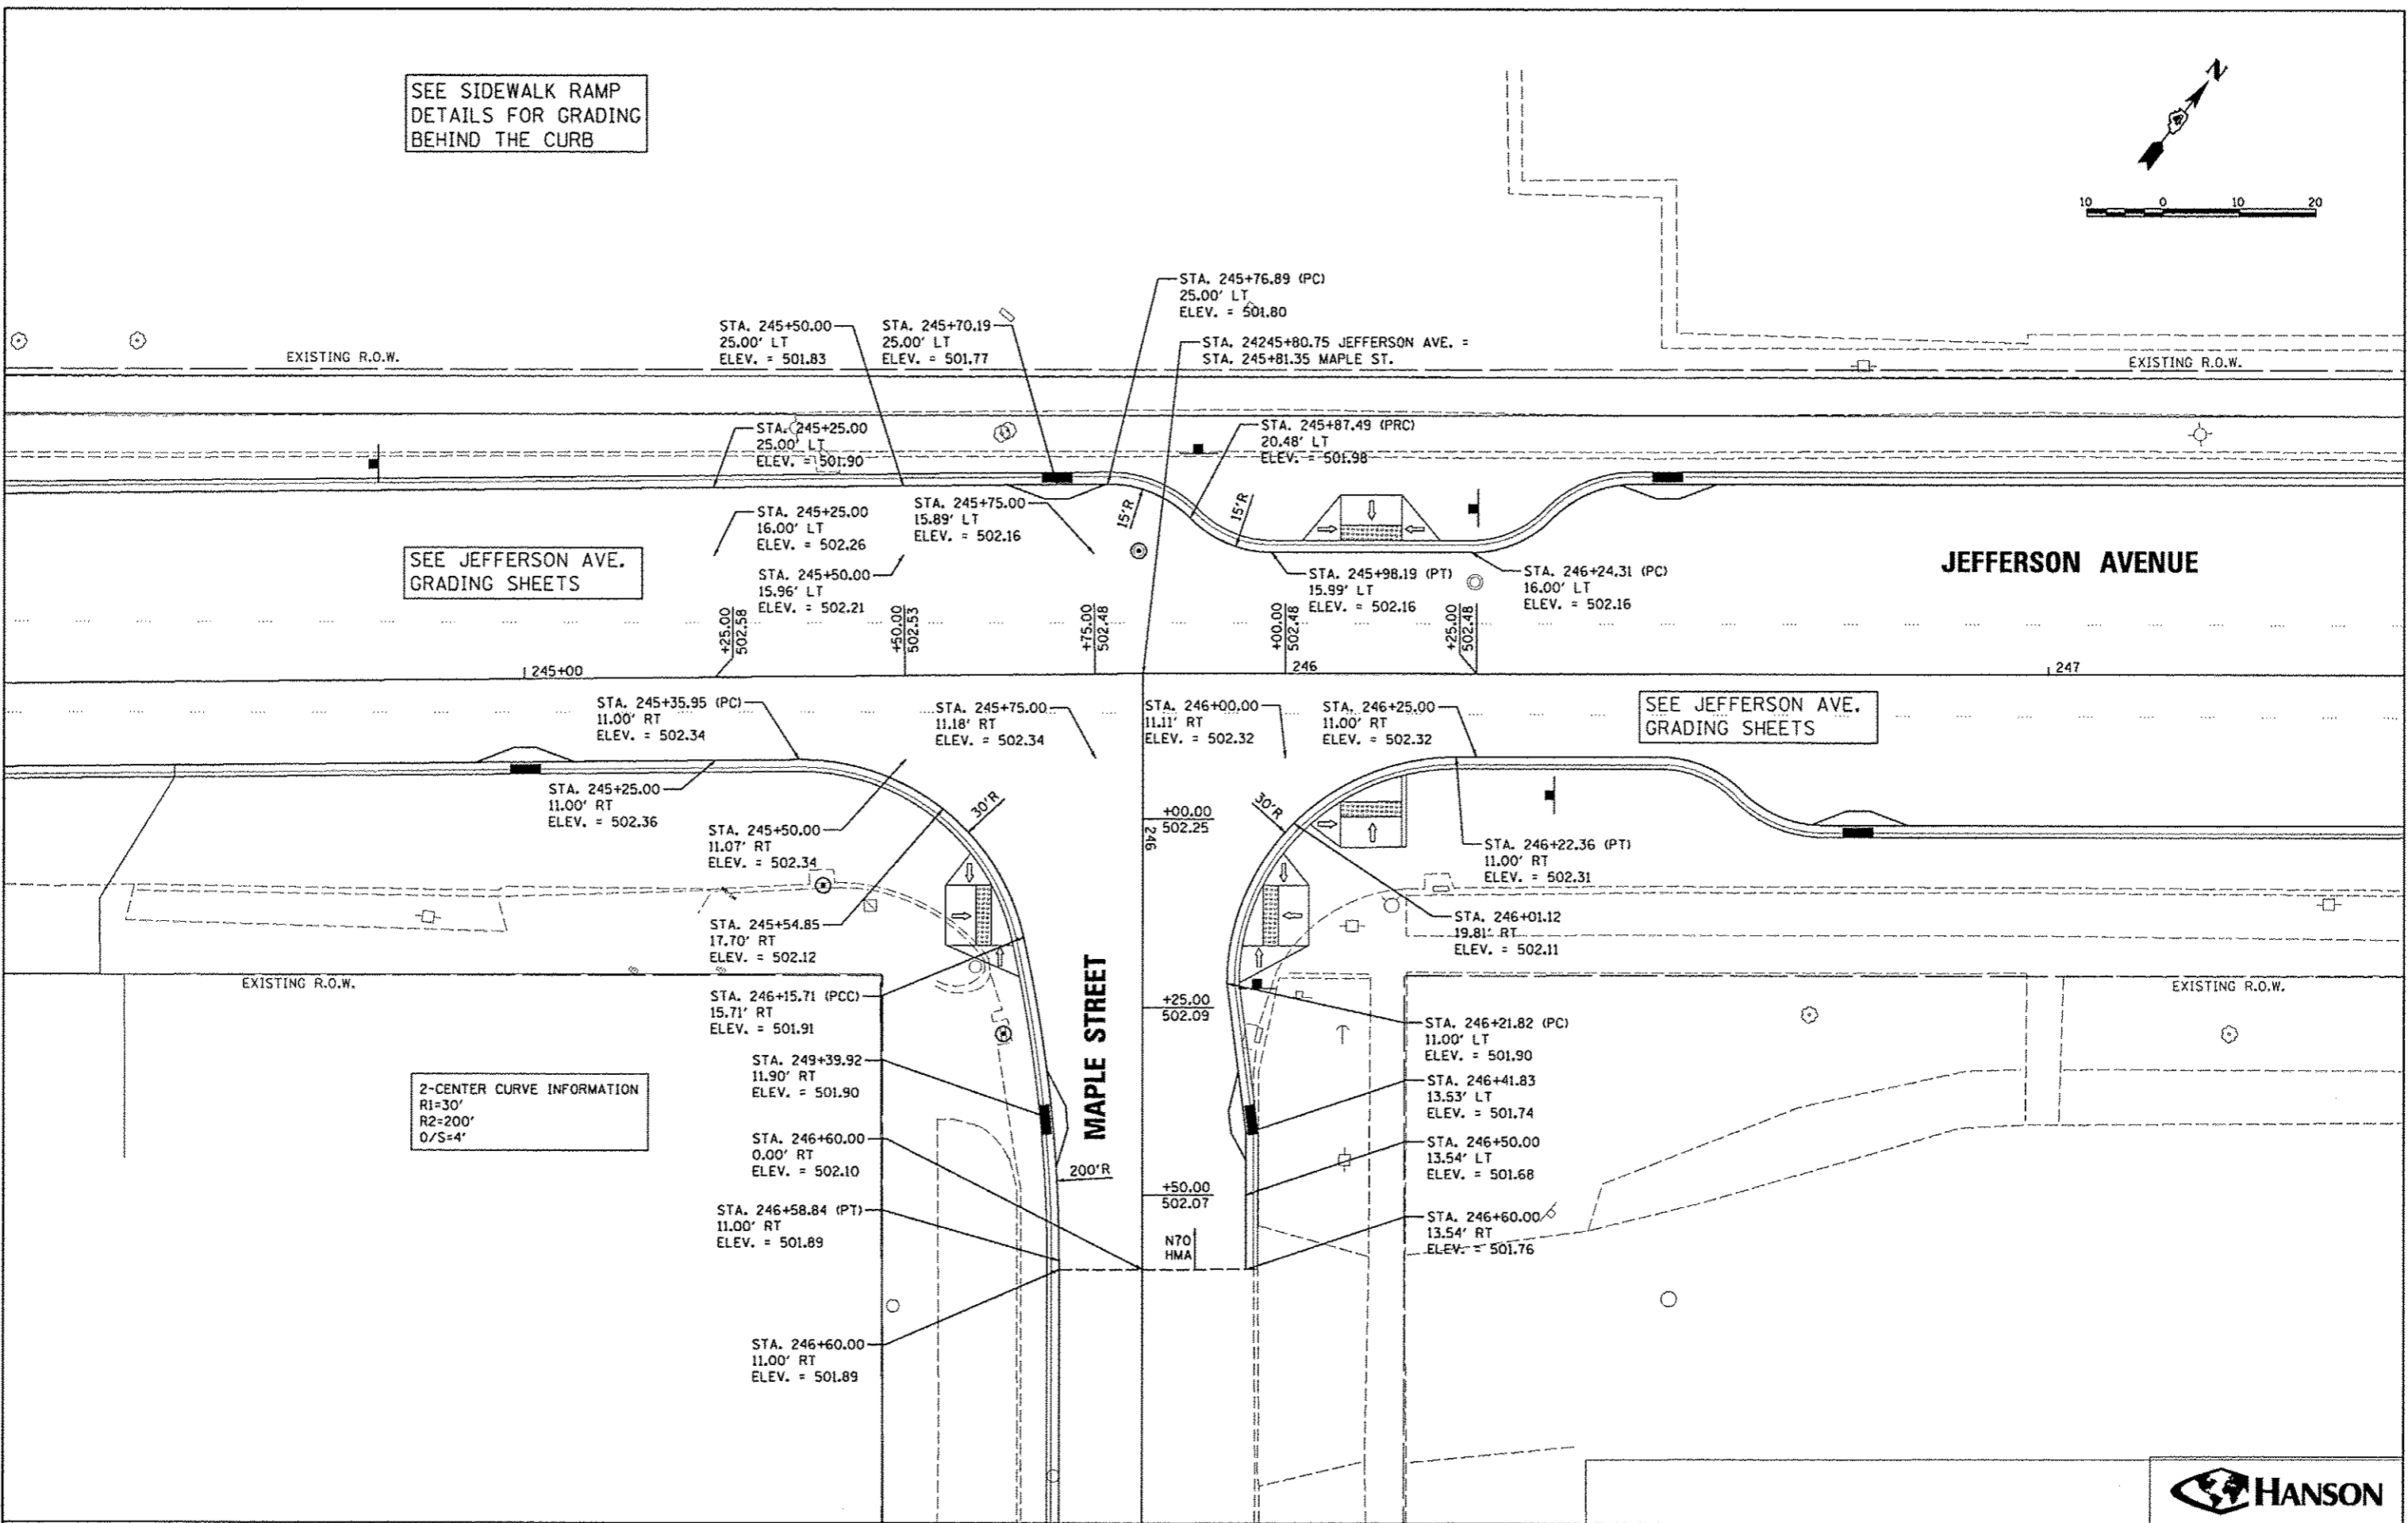 SEE SIDEWALK RAMP
DETAILS FOR GRADING
BEHIND THE CURB
N
10 0 10 20
STA. 245+76.89 (PC)
25.00' LT
ELEV. = 501.80
STA. 245+50.00
25.00' LT
ELEV. = 501.83
STA. 245+70.19
25.00' LT
ELEV. = 501.77
STA. 24245+80.75 JEFFERSON AVE. =
STA. 245+81.35 MAPLE ST.
EXISTING R.O.W.
EXISTING R.O.W.
STA. 245+25.00
25.00' LT
ELEV. = 501.90
STA. 245+87.49 (PRC)
20.48' LT
ELEV. = 501.98
STA. 245+25.00
16.00' LT
ELEV. = 502.26
STA. 245+75.00
15.89' LT
ELEV. = 502.16
15'R
15'R
SEE JEFFERSON AVE.
GRADING SHEETS
STA. 245+50.00
15.96' LT
ELEV. = 502.21
STA. 245+98.19 (PT)
15.99' LT
ELEV. = 502.16
STA. 246+24.31 (PC)
16.00' LT
ELEV. = 502.16
JEFFERSON AVENUE
+25.00
502.58
+50.00
502.53
+75.00
502.48
+00.00
502.48
+25.00
502.48
245+00
246
247
STA. 245+35.95 (PC)
11.00' RT
ELEV. = 502.34
STA. 245+75.00
11.18' RT
ELEV. = 502.34
STA. 246+00.00
11.11' RT
ELEV. = 502.32
STA. 246+25.00
11.00' RT
ELEV. = 502.32
SEE JEFFERSON AVE.
GRADING SHEETS
STA. 245+25.00
11.00' RT
ELEV. = 502.36
30'R
30'R
+00.00
502.25
246
STA. 245+50.00
11.07' RT
ELEV. = 502.34
STA. 246+22.36 (PT)
11.00' RT
ELEV. = 502.31
STA. 245+54.85
17.70' RT
ELEV. = 502.12
STA. 246+01.12
19.81' RT
ELEV. = 502.11
EXISTING R.O.W.
EXISTING R.O.W.
STA. 246+15.71 (PCC)
15.71' RT
ELEV. = 501.91
MAPLE STREET
+25.00
502.09
STA. 246+21.82 (PC)
11.00' LT
ELEV. = 501.90
STA. 249+39.92
11.90' RT
ELEV. = 501.90
STA. 246+41.83
13.53' LT
ELEV. = 501.74
2-CENTER CURVE INFORMATION
R1=30'
R2=200'
O/S=4'
STA. 246+60.00
0.00' RT
ELEV. = 502.10
STA. 246+50.00
13.54' LT
ELEV. = 501.68
200'R
+50.00
502.07
STA. 246+58.84 (PT)
11.00' RT
ELEV. = 501.89
N70
HMA
STA. 246+60.00
13.54' RT
ELEV. = 501.76
STA. 246+60.00
11.00' RT
ELEV. = 501.89
HANSON